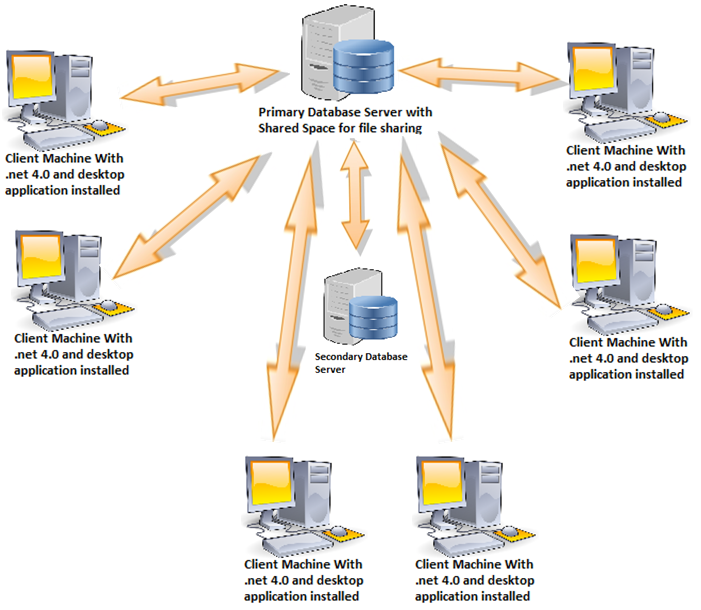 Primary Database Server with
Shared Space for file sharing
Client Machine With
.net 4.0 and desktop
application installed
Client Machine With
.net 4.0 and desktop
application installed
Client Machine With
.net 4.0 and desktop
application installed
Client Machine With
.net 4.0 and desktop
application installed
Secondary Database
Server
Client Machine With
.net 4.0 and desktop
application installed
Client Machine With
.net 4.0 and desktop
application installed